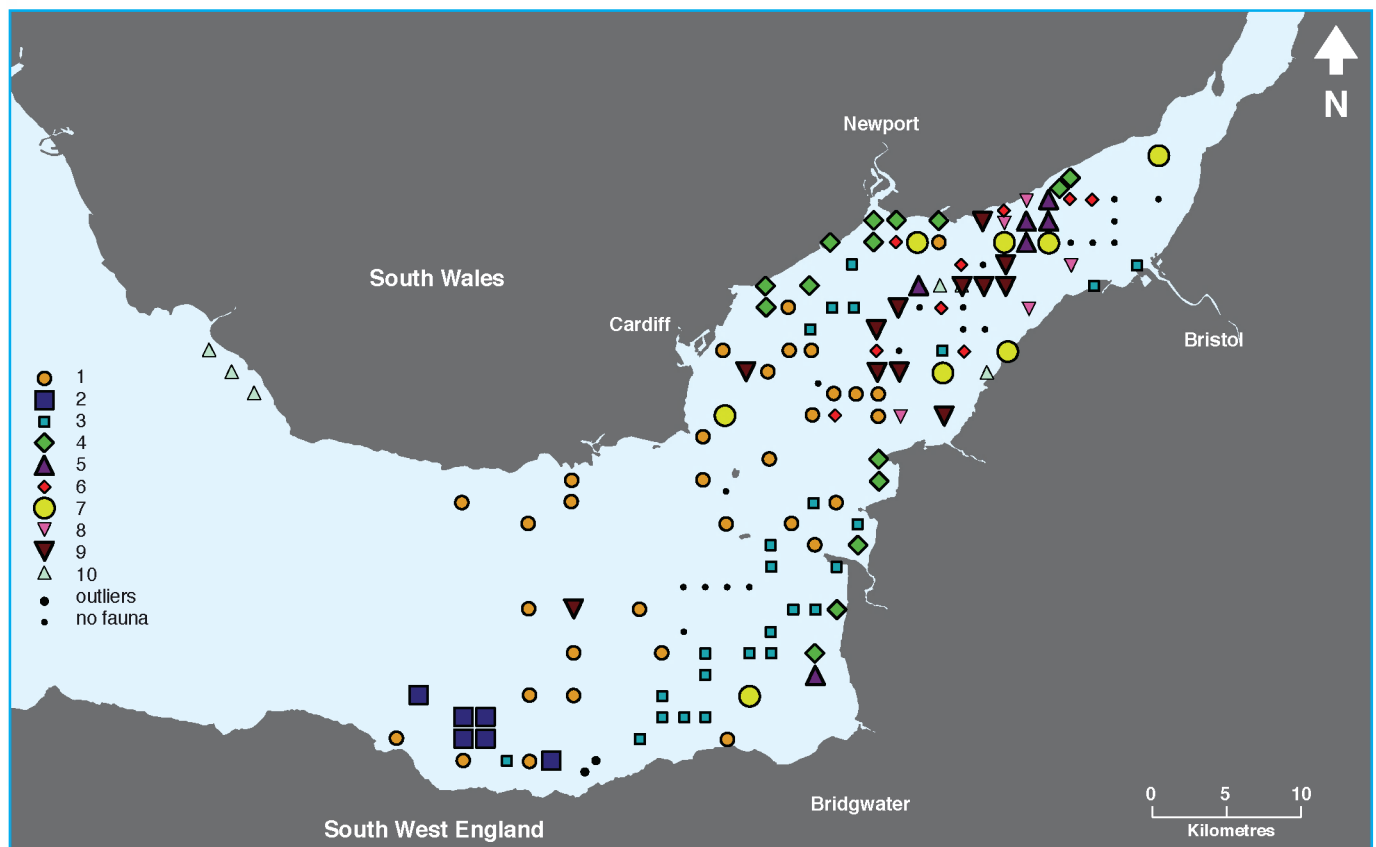 N
Newport
South Wales
Cardiff
Bristol
1
2
3
4
5
6
7
8
9
10
outliers
no fauna
0 5 10
Kilometres
Bridgwater
South West England